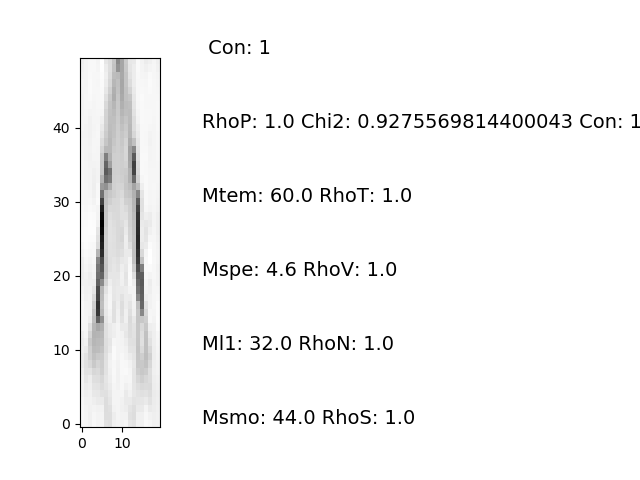 Con: 1
RhoP: 1.0 Chi2: 0.9275569814400043 Con: 1
Mtem: 60.0 RhoT: 1.0
Mspe: 4.6 RhoV: 1.0
Ml1: 32.0 RhoN: 1.0
Msmo: 44.0 RhoS: 1.0
40
30
20
10
0
0 10